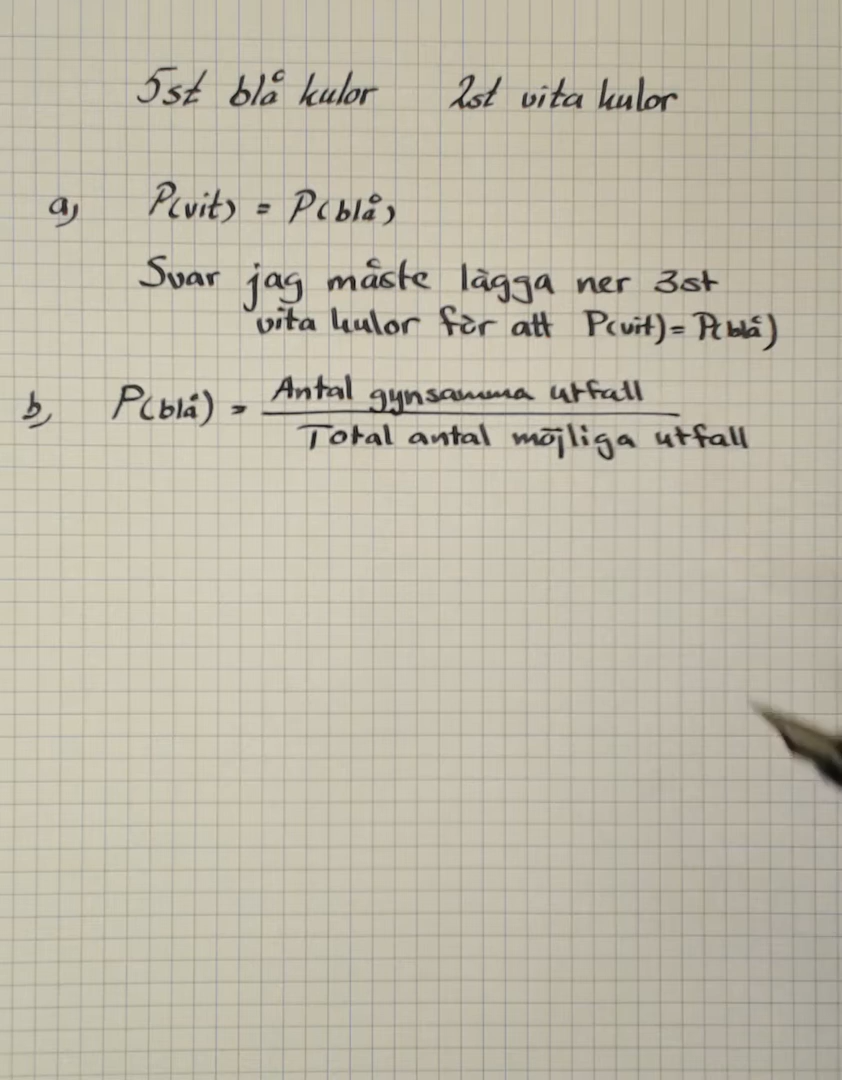 5st blå kulor 2st vita kulor
a) P(vit) = P(blå)
Svar jag måste lägga ner 3st
vita kulor för att P(vit) = P(blå)
b) P(blå) = Antal gynsamma utfall
Total antal möjliga utfall